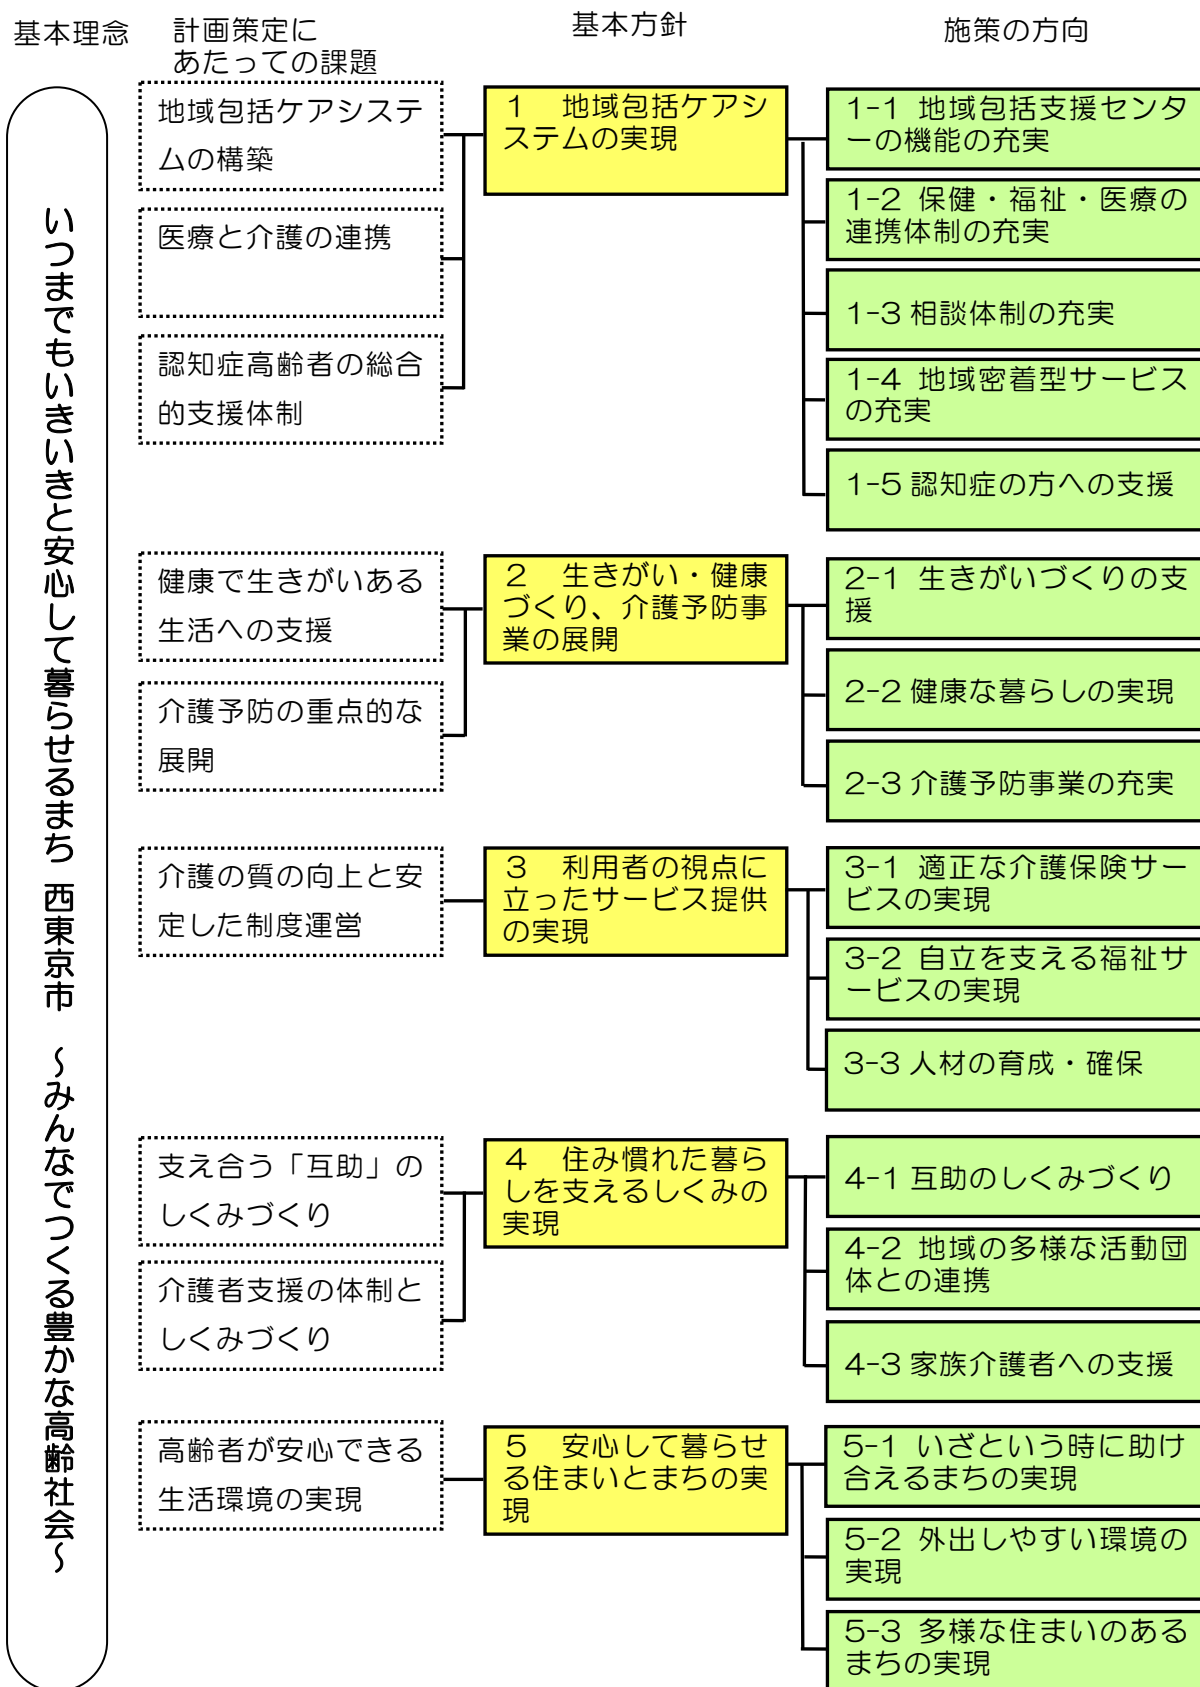 基本理念
計画策定に
あたっての課題
基本方針
施策の方向
いつまでもいきいきと安心して暮らせるまち 西東京市 ～みんなでつくる豊かな高齢社会～
地域包括ケアシステ
ムの構築
医療と介護の連携
認知症高齢者の総合
的支援体制
1 地域包括ケアシ
ステムの実現
1-1 地域包括支援センタ
ーの機能の充実
1-2 保健・福祉・医療の
連携体制の充実
1-3 相談体制の充実
1-4 地域密着型サービス
の充実
1-5 認知症の方への支援
健康で生きがいある
生活への支援
介護予防の重点的な
展開
2 生きがい・健康
づくり、介護予防事
業の展開
2-1 生きがいづくりの支
援
2-2 健康な暮らしの実現
2-3 介護予防事業の充実
介護の質の向上と安
定した制度運営
3 利用者の視点に
立ったサービス提供
の実現
3-1 適正な介護保険サー
ビスの実現
3-2 自立を支える福祉サ
ービスの実現
3-3 人材の育成・確保
支え合う「互助」の
しくみづくり
介護者支援の体制と
しくみづくり
4 住み慣れた暮ら
しを支えるしくみの
実現
4-1 互助のしくみづくり
4-2 地域の多様な活動団
体との連携
4-3 家族介護者への支援
高齢者が安心できる
生活環境の実現
5 安心して暮らせ
る住まいとまちの実
現
5-1 いざという時に助け
合えるまちの実現
5-2 外出しやすい環境の
実現
5-3 多様な住まいのある
まちの実現